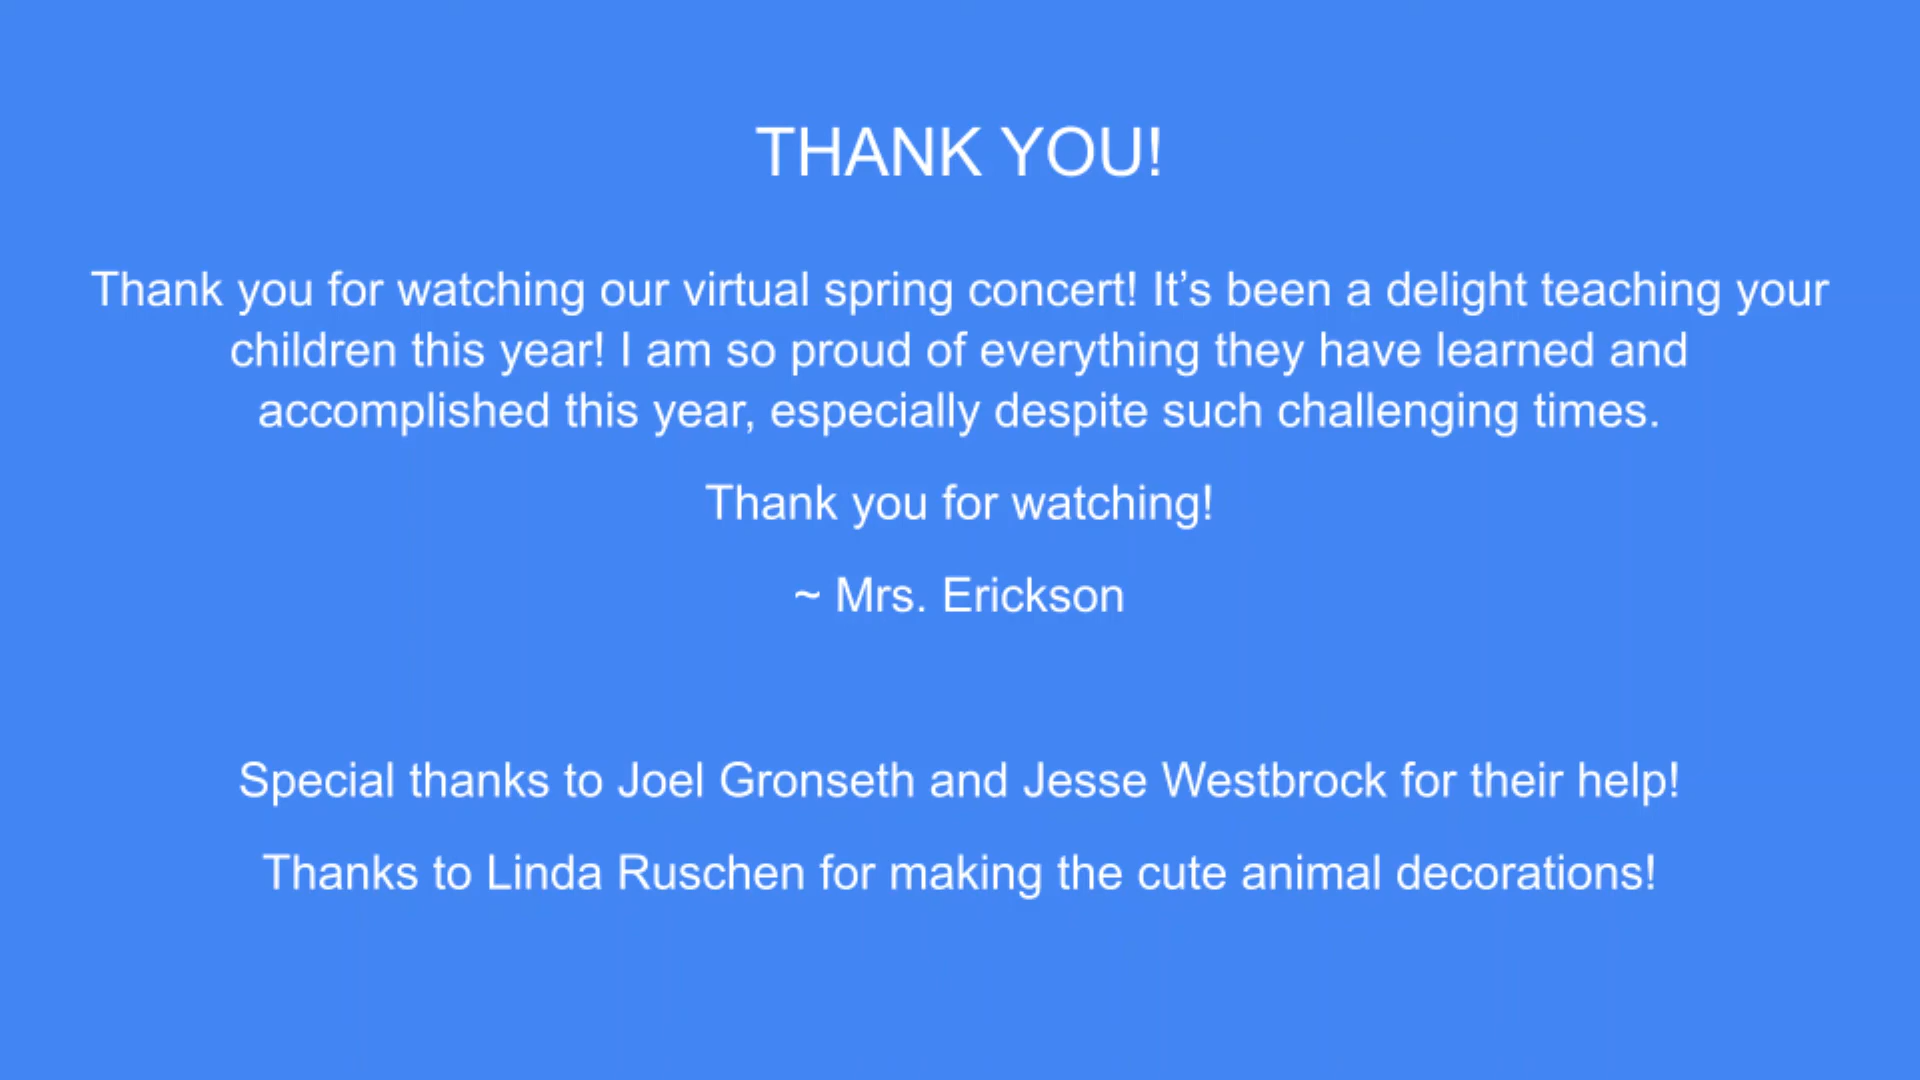 THANK YOU!
Thank you for watching our virtual spring concert! It’s been a delight teaching your
children this year! I am so proud of everything they have learned and
accomplished this year, especially despite such challenging times.
Thank you for watching!
~ Mrs. Erickson
Special thanks to Joel Gronseth and Jesse Westbrock for their help!
Thanks to Linda Ruschen for making the cute animal decorations!